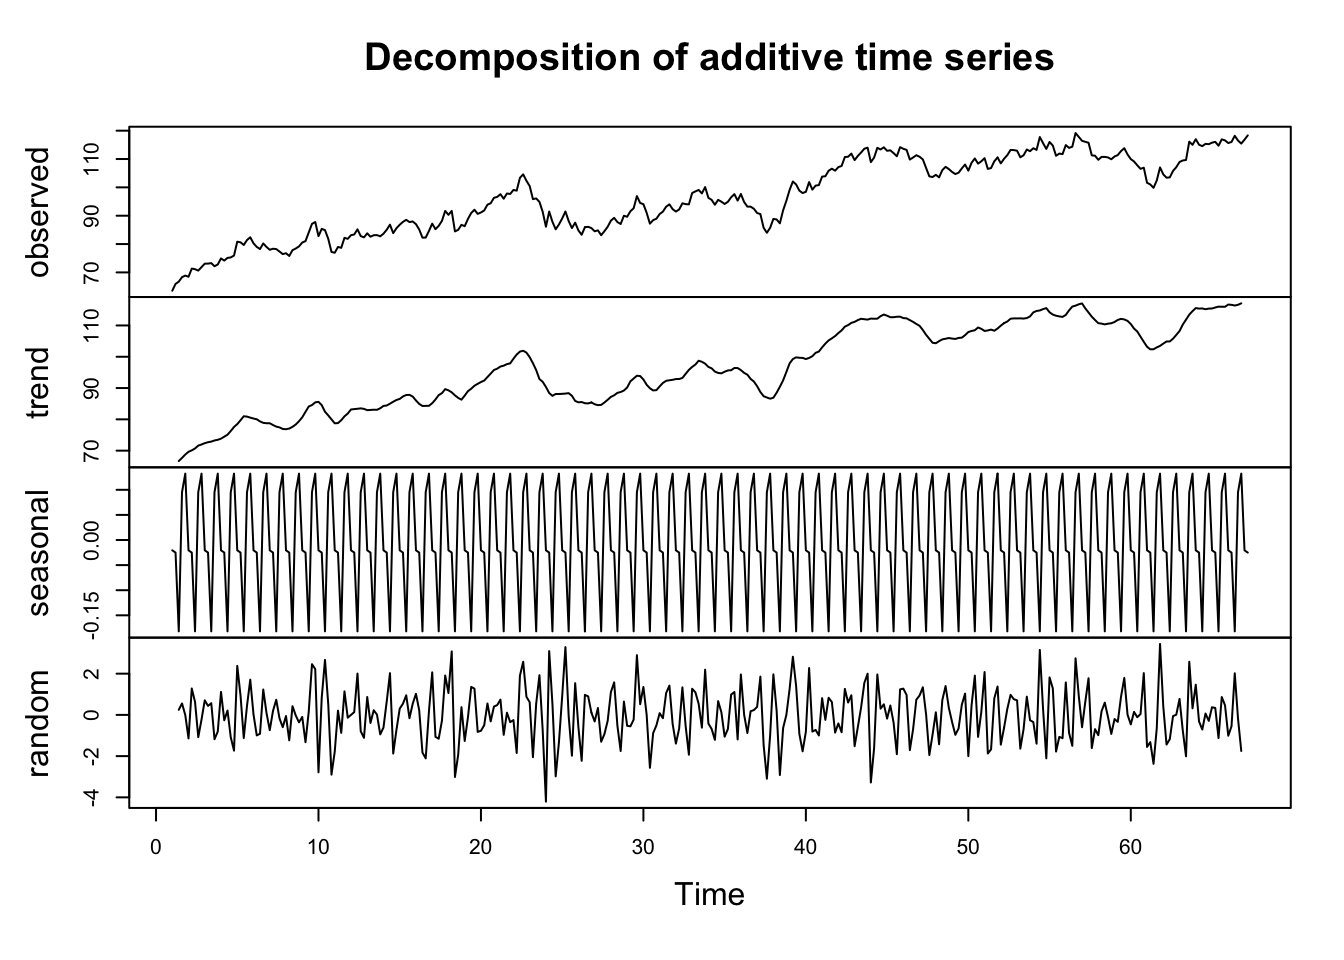 Decomposition of additive time series
observed
70 90 110
trend
70 90 110
seasonal
-0.15 0.00
random
-4 -2 0 2
0 10 20 30 40 50 60
Time